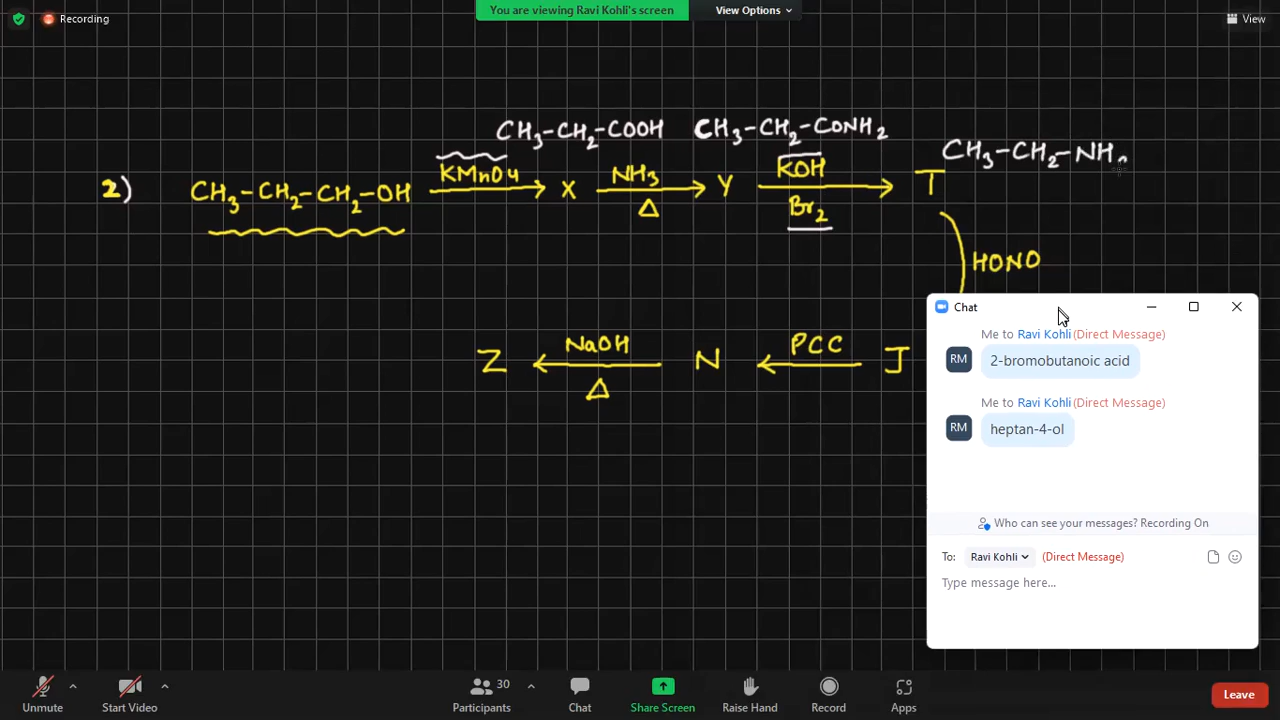 Recording
You are viewing Ravi Kohli's screen
View Options
View
CH3-CH2-COOH
CH3-CH2-CONH2
CH3-CH2-NH2
2)
CH3-CH2-CH2-OH
KMnO4
X
NH3
Δ
Y
KOH
Br2
T
HONO
Z
NaOH
Δ
N
PCC
J
Chat
Me to Ravi Kohli (Direct Message)
RM
2-bromobutanoic acid
Me to Ravi Kohli (Direct Message)
RM
heptan-4-ol
Who can see your messages? Recording On
To: Ravi Kohli (Direct Message)
Type message here...
Unmute
Start Video
30
Participants
Chat
Share Screen
Raise Hand
Record
Apps
Leave